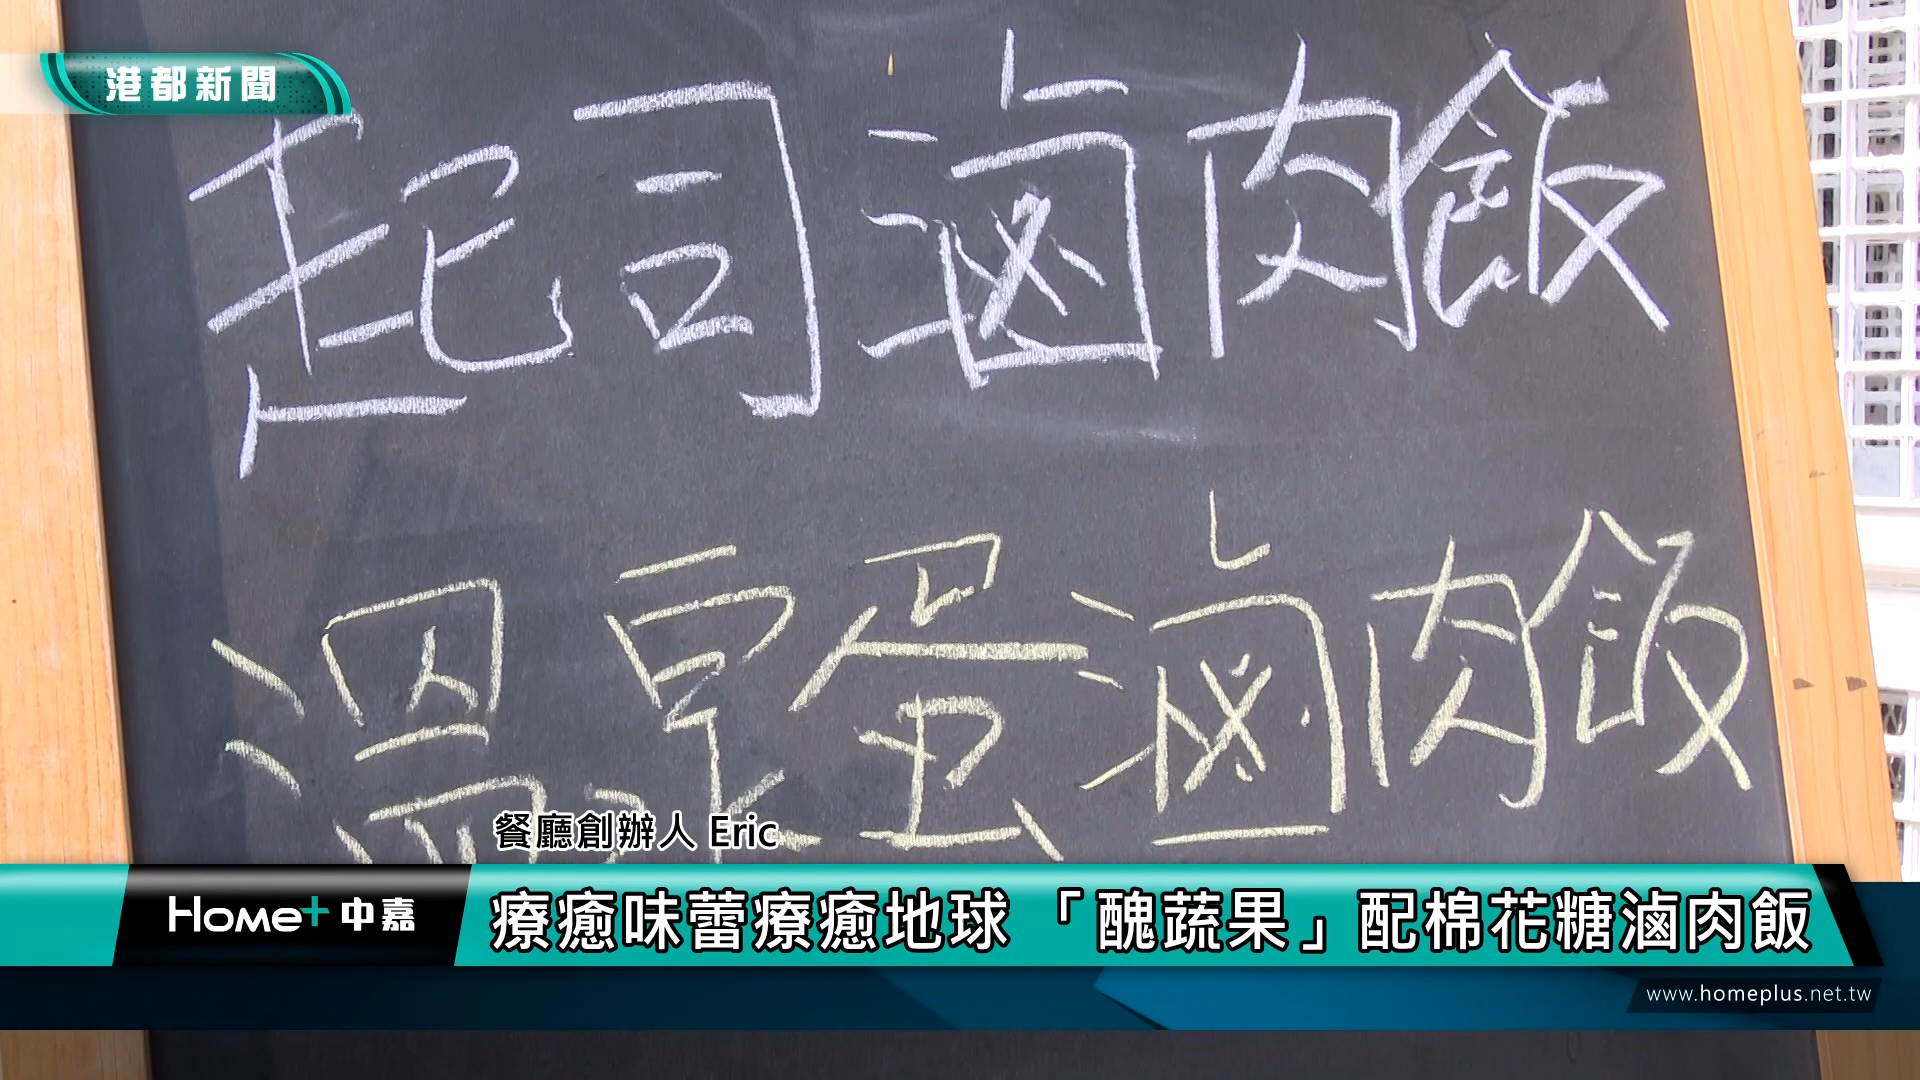 港都新聞
起司滷肉飯
溫泉蛋滷肉飯
餐廳創辦人 Eric
Home+ 中嘉
療癒味蕾療癒地球 「醜蔬果」配棉花糖滷肉飯
www.homeplus.net.tw